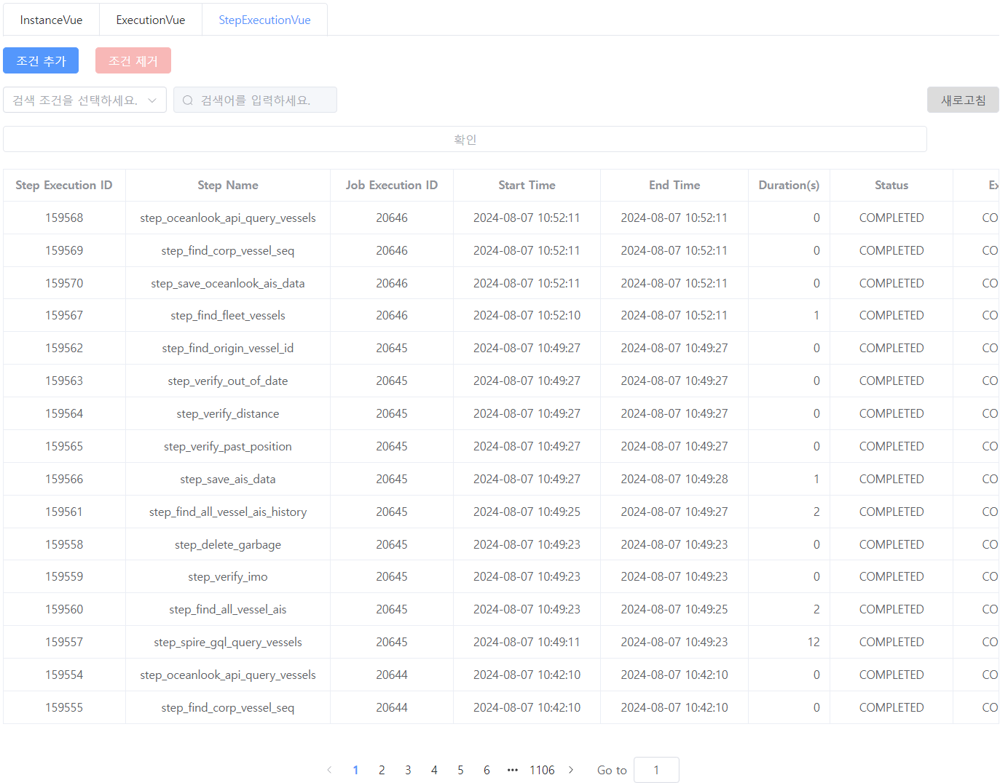 InstanceVue ExecutionVue StepExecutionVue
조건 추가 조건 제거
검색 조건을 선택하세요. 검색어를 입력하세요. 새로고침
확인
Step Execution ID Step Name Job Execution ID Start Time End Time Duration(s) Status Ex
159568 step_oceanlook_api_query_vessels 20646 2024-08-07 10:52:11 2024-08-07 10:52:11 0 COMPLETED CO
159569 step_find_corp_vessel_seq 20646 2024-08-07 10:52:11 2024-08-07 10:52:11 0 COMPLETED CO
159570 step_save_oceanlook_ais_data 20646 2024-08-07 10:52:11 2024-08-07 10:52:11 0 COMPLETED CO
159567 step_find_fleet_vessels 20646 2024-08-07 10:52:10 2024-08-07 10:52:11 1 COMPLETED CO
159562 step_find_origin_vessel_id 20645 2024-08-07 10:49:27 2024-08-07 10:49:27 0 COMPLETED CO
159563 step_verify_out_of_date 20645 2024-08-07 10:49:27 2024-08-07 10:49:27 0 COMPLETED CO
159564 step_verify_distance 20645 2024-08-07 10:49:27 2024-08-07 10:49:27 0 COMPLETED CO
159565 step_verify_past_position 20645 2024-08-07 10:49:27 2024-08-07 10:49:27 0 COMPLETED CO
159566 step_save_ais_data 20645 2024-08-07 10:49:27 2024-08-07 10:49:28 1 COMPLETED CO
159561 step_find_all_vessel_ais_history 20645 2024-08-07 10:49:25 2024-08-07 10:49:27 2 COMPLETED CO
159558 step_delete_garbage 20645 2024-08-07 10:49:23 2024-08-07 10:49:23 0 COMPLETED CO
159559 step_verify_imo 20645 2024-08-07 10:49:23 2024-08-07 10:49:23 0 COMPLETED CO
159560 step_find_all_vessel_ais 20645 2024-08-07 10:49:23 2024-08-07 10:49:25 2 COMPLETED CO
159557 step_spire_gql_query_vessels 20645 2024-08-07 10:49:11 2024-08-07 10:49:23 12 COMPLETED CO
159554 step_oceanlook_api_query_vessels 20644 2024-08-07 10:42:10 2024-08-07 10:42:10 0 COMPLETED CO
159555 step_find_corp_vessel_seq 20644 2024-08-07 10:42:10 2024-08-07 10:42:10 0 COMPLETED CO
1 2 3 4 5 6 ••• 1106 Go to 1